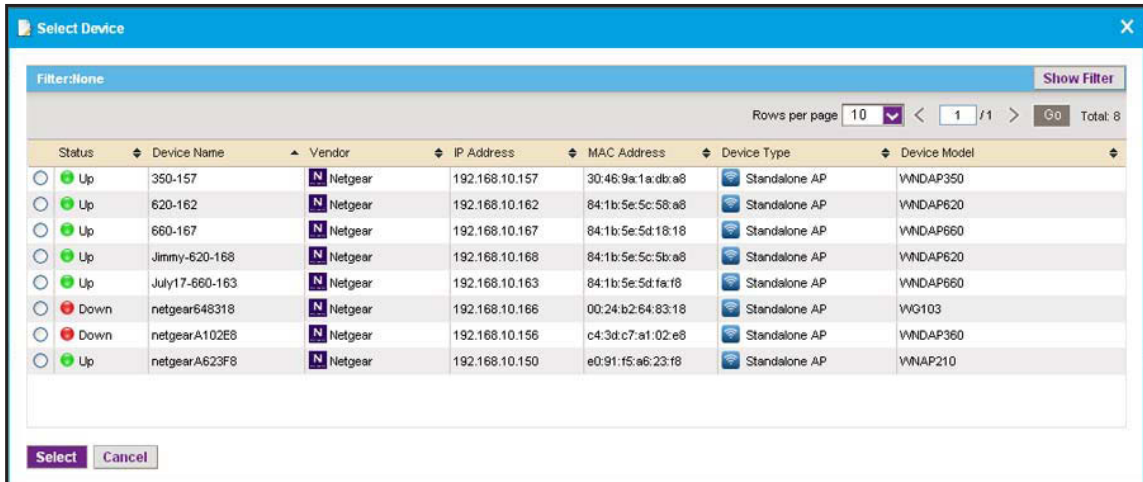 Select Device X
Filter:None Show Filter
Rows per page 10 < 1 /1 > Go Total: 8
Status Device Name Vendor IP Address MAC Address Device Type Device Model
Up 350-157 N Netgear 192.168.10.157 30:46:9a:1a:db:a8 Standalone AP WNDAP350
Up 620-162 N Netgear 192.168.10.162 84:1b:5e:5c:58:a8 Standalone AP WNDAP620
Up 660-167 N Netgear 192.168.10.167 84:1b:5e:5d:18:18 Standalone AP WNDAP660
Up Jimmy-620-168 N Netgear 192.168.10.168 84:1b:5e:5c:5b:a8 Standalone AP WNDAP620
Up July17-660-163 N Netgear 192.168.10.163 84:1b:5e:5d:fa:f8 Standalone AP WNDAP660
Down netgear648318 N Netgear 192.168.10.166 00:24:b2:64:83:18 Standalone AP WG103
Down netgearA102E8 N Netgear 192.168.10.156 c4:3d:c7:a1:02:e8 Standalone AP WNDAP360
Up netgearA623F8 N Netgear 192.168.10.150 e0:91:f5:a6:23:f8 Standalone AP WNAP210
Select Cancel